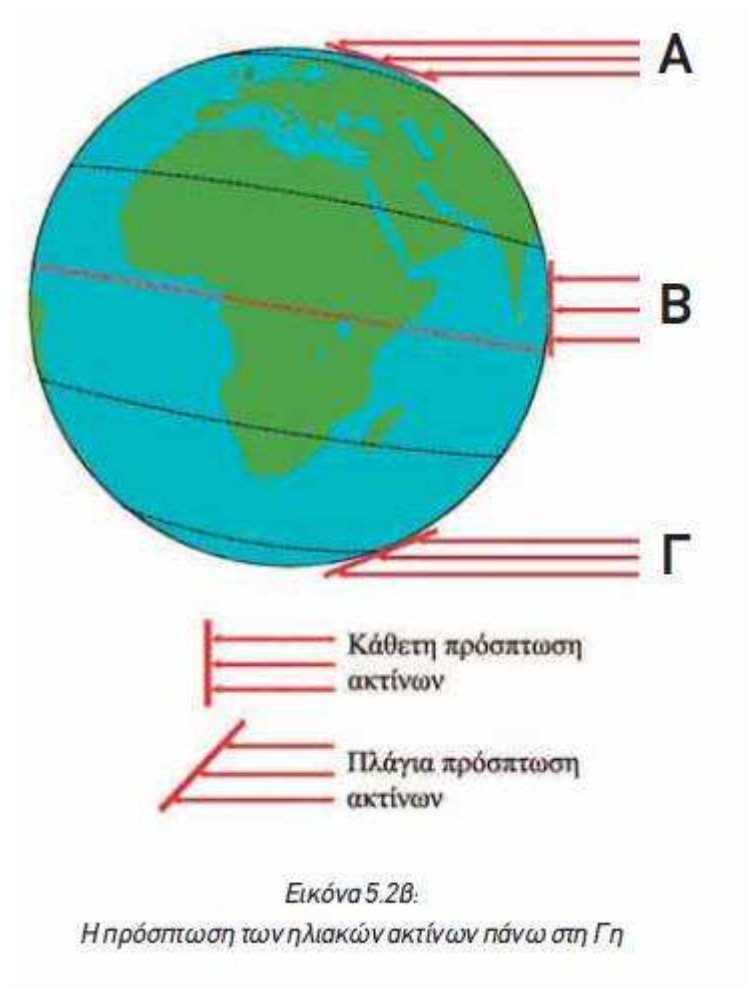 Α
Β
Γ
Κάθετη πρόσπτωση
ακτίνων
Πλάγια πρόσπτωση
ακτίνων
Εικόνα 5.2β:
Η πρόσπτωση των ηλιακών ακτίνων πάνω στη Γη